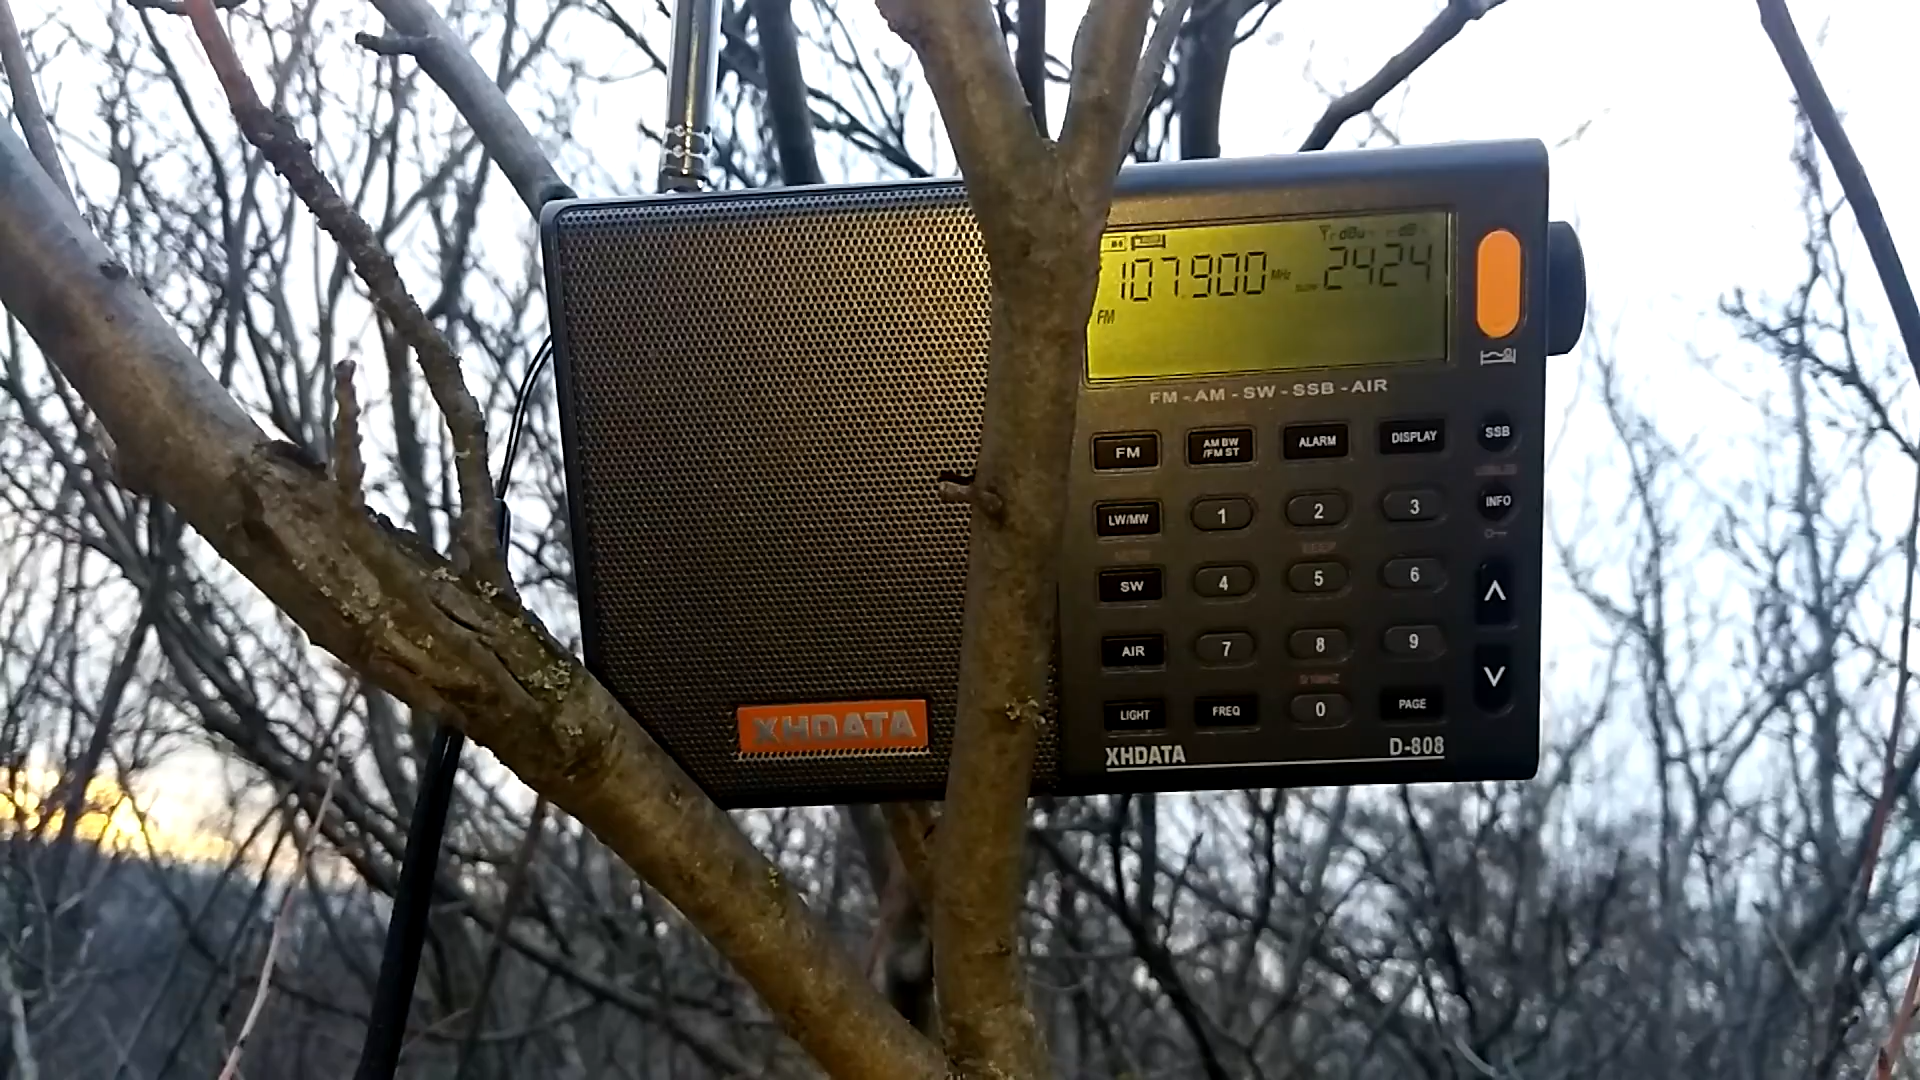 dBu dB
107.900 MHz 2424
FM
FM - AM - SW - SSB - AIR
FM AM BW /FM ST ALARM DISPLAY SSB
LW/MW 1 2 3 INFO
SW 4 5 6
AIR 7 8 9
LIGHT FREQ 0 PAGE
XHDATA
XHDATA D-808